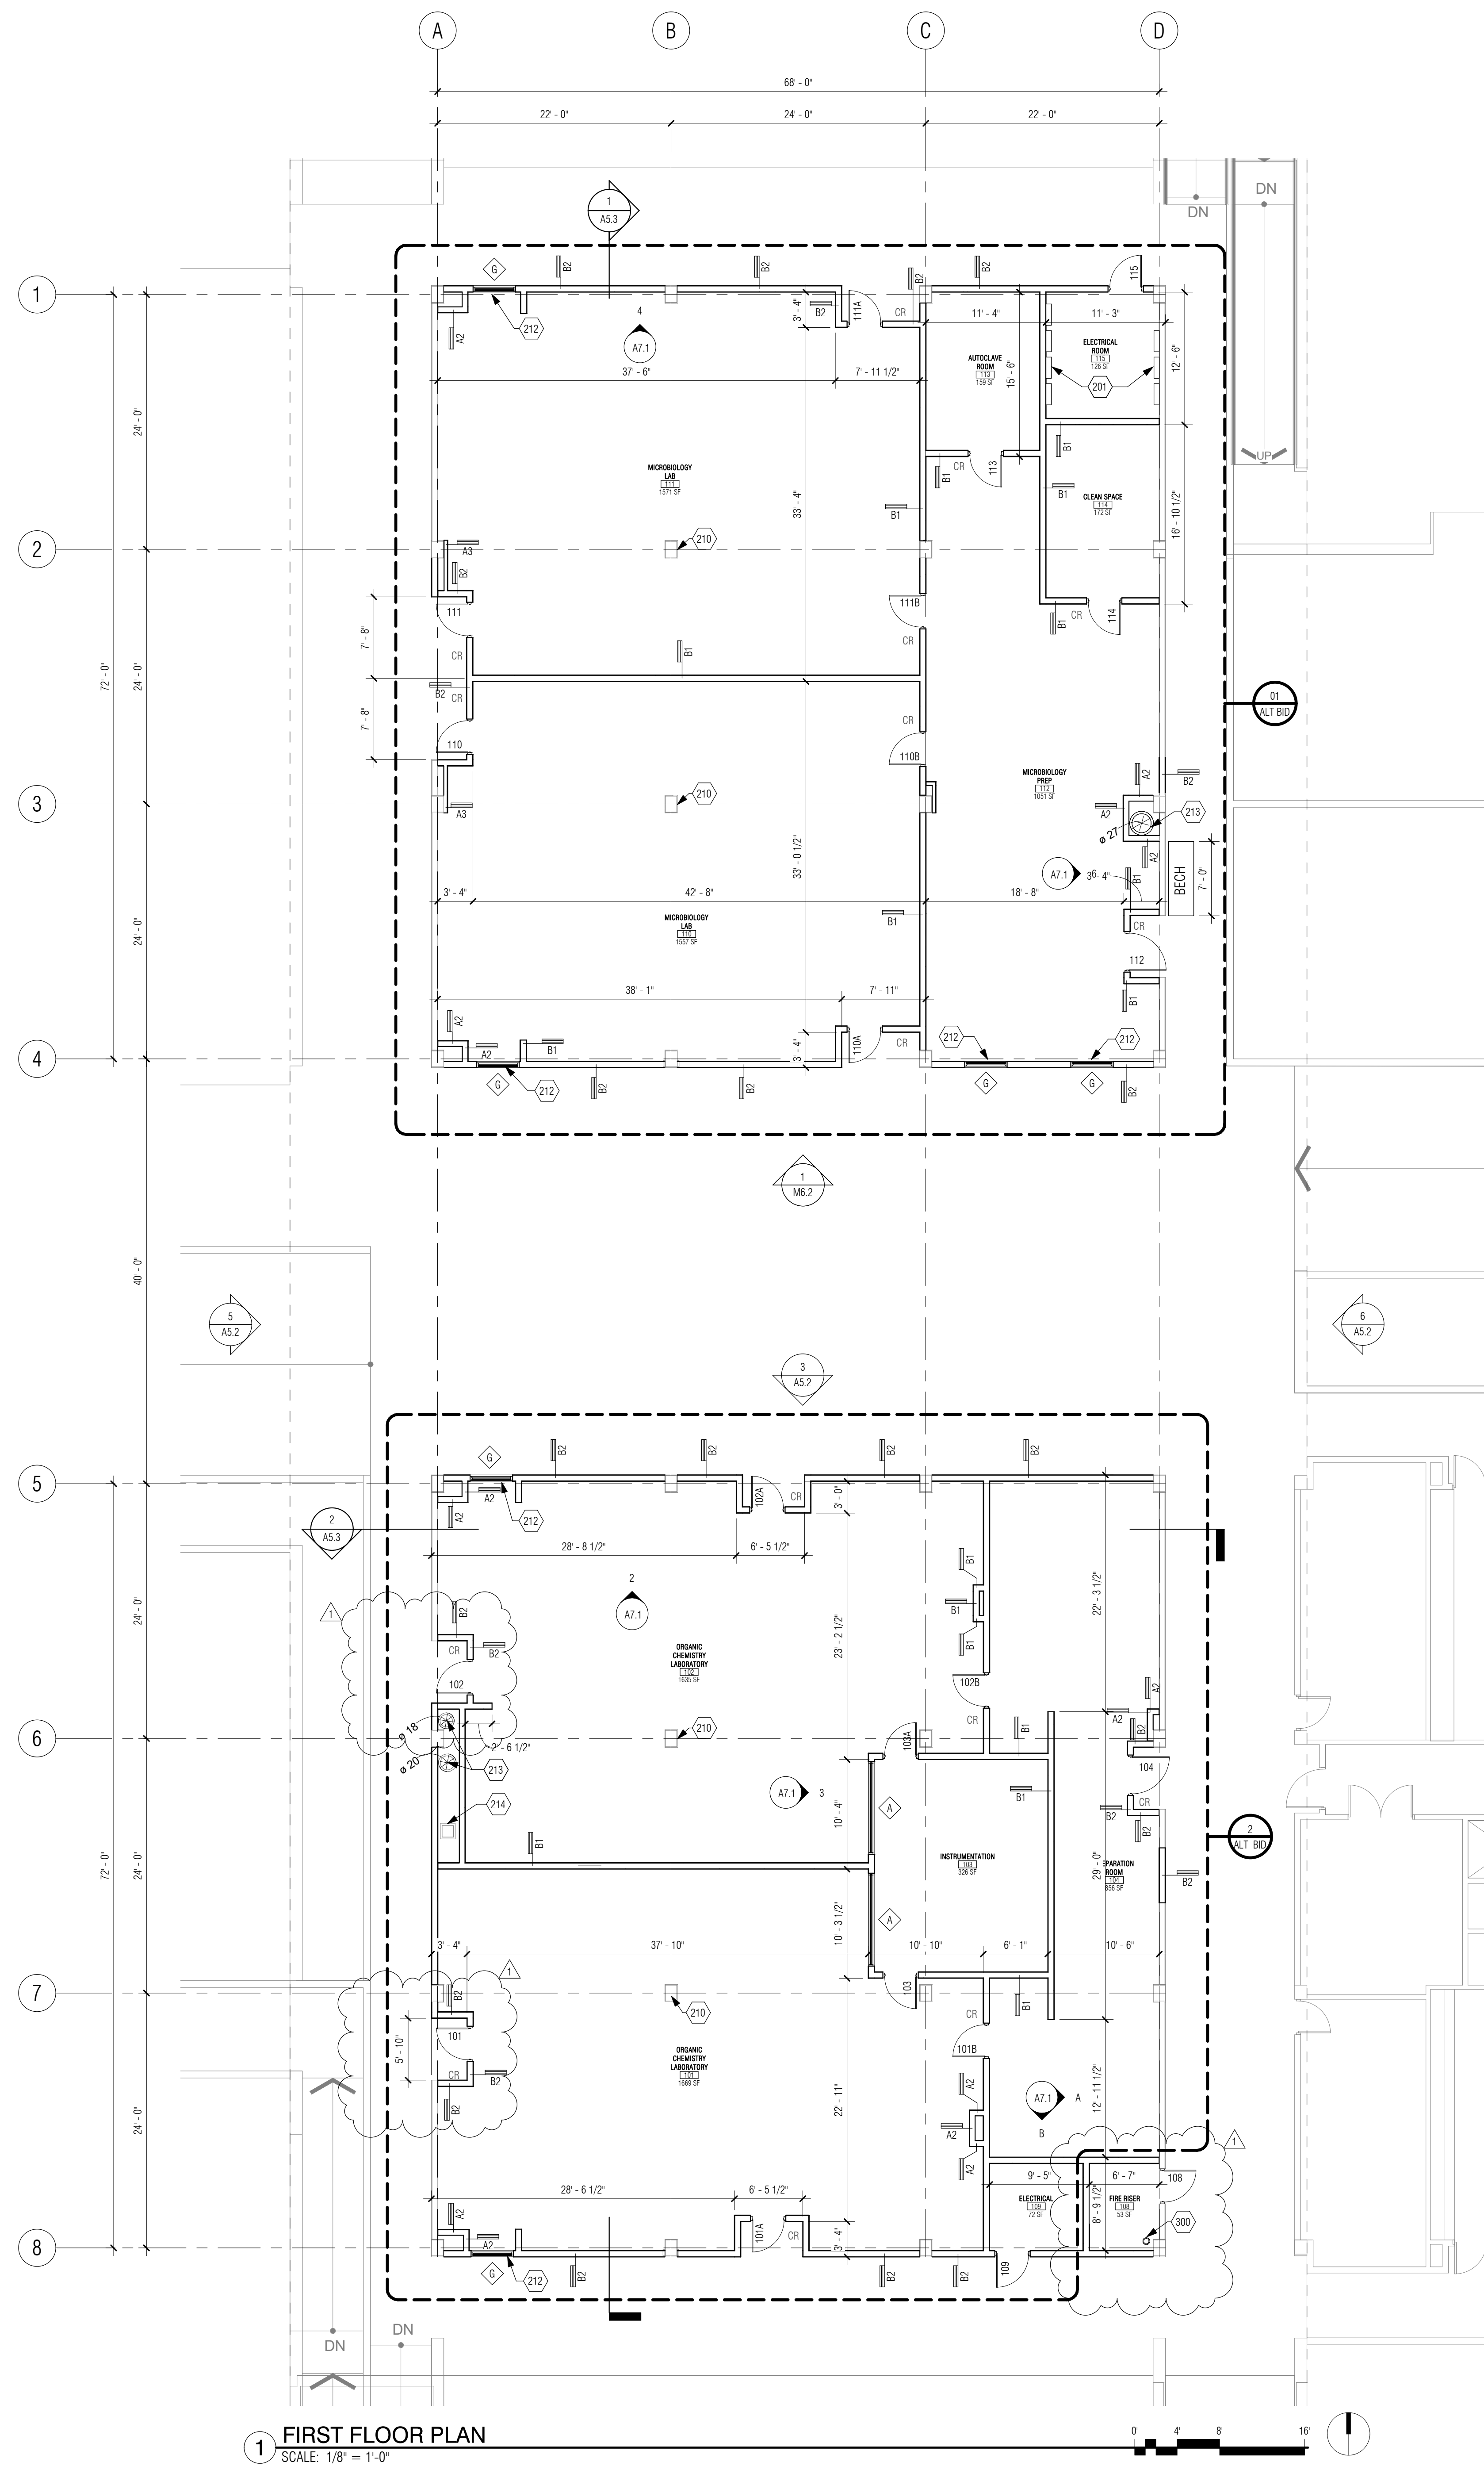 A
B
C
D
68' - 0"
22' - 0"
24' - 0"
22' - 0"
DN
DN
1
A5.3
G
B2
B2
B2
B2
115
1
212
A2
4
A7.1
3' - 4"
B2
111A
CR
11' - 4"
11' - 3"
37' - 6"
7' - 11 1/2"
AUTOCLAVE
ROOM
113
159 SF
15' - 6"
ELECTRICAL
ROOM
115
126 SF
201
12' - 6"
24' - 0"
UP
MICROBIOLOGY
LAB
111
1571 SF
B1
CR
113
B1
B1
CLEAN SPACE
114
172 SF
16' - 10 1/2"
33' - 4"
B1
2
A3
B2
210
111
111B
114
CR
B1
7' - 8"
CR
CR
B1
72' - 0"
24' - 0"
B2
CR
CR
7' - 8"
110
110B
01
ALT BID
MICROBIOLOGY
PREP
112
1051 SF
A2
B2
3
A3
210
A2
213
ø 27
A2
33' - 0 1/2"
A7.1
3' - 4"
6
B1
BECH
7' - 0"
3' - 4"
42' - 8"
18' - 8"
MICROBIOLOGY
LAB
110
1557 SF
B1
CR
24' - 0"
112
B1
38' - 1"
7' - 11"
A2
A2
B1
3' - 4"
110A
CR
212
212
4
G
212
B2
B2
G
G
B2
1
M6.2
40' - 0"
5
A5.2
6
A5.2
3
A5.2
G
B2
B2
B2
B2
5
A2
A2
212
102A
CR
3' - 0"
2
A5.3
28' - 8 1/2"
6' - 5 1/2"
B1
B1
B1
22' - 3 1/2"
2
A7.1
1
B2
CR
B2
24' - 0"
23' - 2 1/2"
ORGANIC
CHEMISTRY
LABORATORY
102
1635 SF
102
102B
CR
A2
A2
B2
B1
6
ø 18
ø 20
2' - 6 1/2"
210
103A
213
214
104
CR
B2
B2
A7.1
3
10' - 4"
A
B1
2
ALT BID
B1
72' - 0"
24' - 0"
INSTRUMENTATION
103
326 SF
29' - 0"
PARATION
ROOM
104
856 SF
B2
10' - 3 1/2"
A
3' - 4"
37' - 10"
10' - 10"
6' - 1"
10' - 6"
1
7
B2
210
103
CR
B1
101
5' - 10"
CR
B2
B2
101B
ORGANIC
CHEMISTRY
LABORATORY
101
1669 SF
22' - 11"
A2
A2
A2
A7.1
A
B
12' - 11 1/2"
24' - 0"
1
9' - 5"
6' - 7"
108
28' - 6 1/2"
6' - 5 1/2"
ELECTRICAL
109
72 SF
8' - 9 1/2"
FIRE RISER
108
53 SF
300
A2
A2
101A
CR
3' - 4"
8
G
212
B2
B2
B2
109
DN
DN
1
FIRST FLOOR PLAN
SCALE: 1/8" = 1'-0"
0'
4'
8'
16'